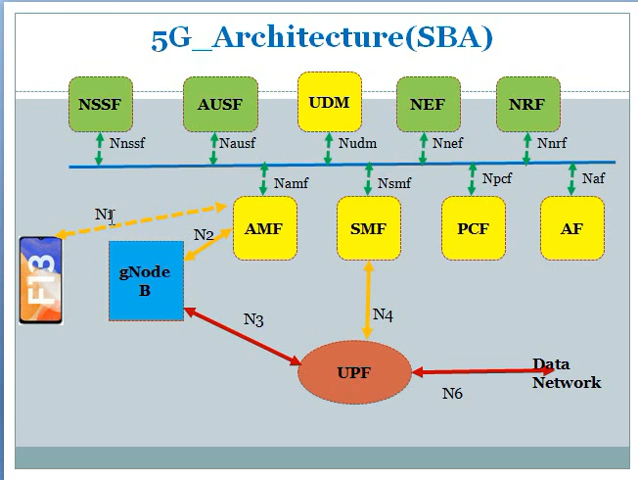 5G_Architecture(SBA)
NSSF
AUSF
UDM
NEF
NRF
Nnssf
Nausf
Nudm
Nnef
Nnrf
Namf
Nsmf
Npcf
Naf
N1
AMF
SMF
PCF
AF
N2
gNode
B
F13
N3
N4
UPF
Data
Network
N6